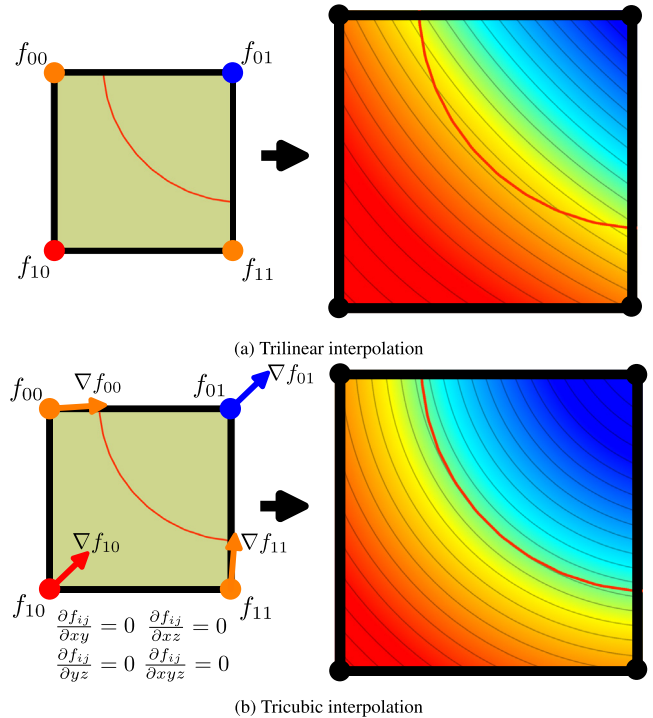 f₀₀ f₀₁
f₁₀ f₁₁
(a) Trilinear interpolation
f₀₀ ∇f₀₀ f₀₁ ∇f₀₁
∇f₁₀ ∇f₁₁
f₁₀ f₁₁
∂fᵢⱼ/∂xy = 0 ∂fᵢⱼ/∂xz = 0
∂fᵢⱼ/∂yz = 0 ∂fᵢⱼ/∂xyz = 0
(b) Tricubic interpolation